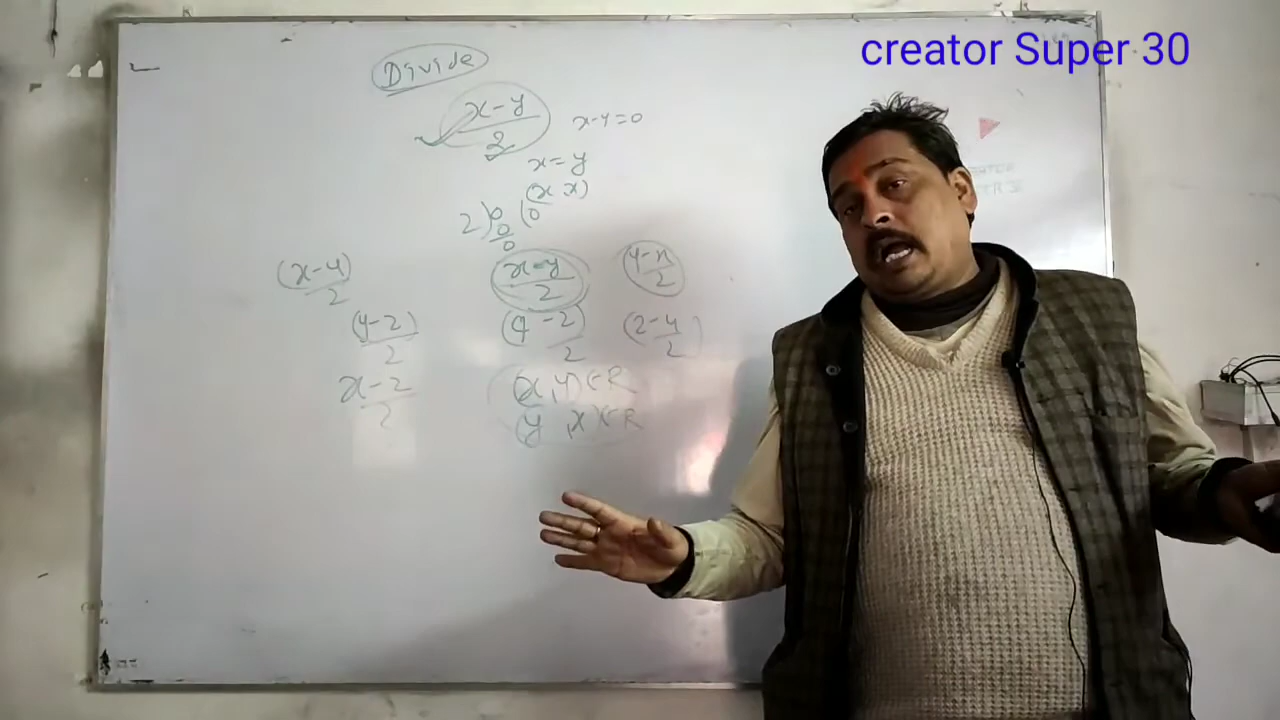 creator Super 30
Divide
x-y
2
x-y=0
x=y
(x x)
2)0(0
0
0
(x-y)
2
x-y
2
y-x
2
(4-2)
2
(4-2)
2
(2-4)
2
x-2
2
(x,y)∈R
(y,x)∈R